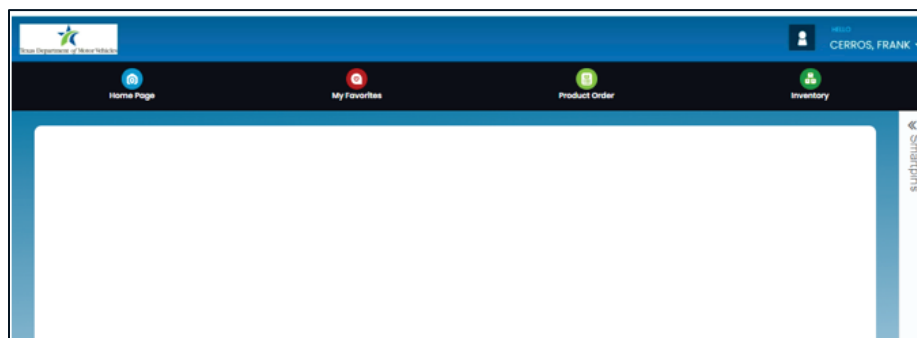 Texas Department of Motor Vehicles
HELLO
CERROS, FRANK
Home Page
My Favorites
Product Order
Inventory
Smartpins